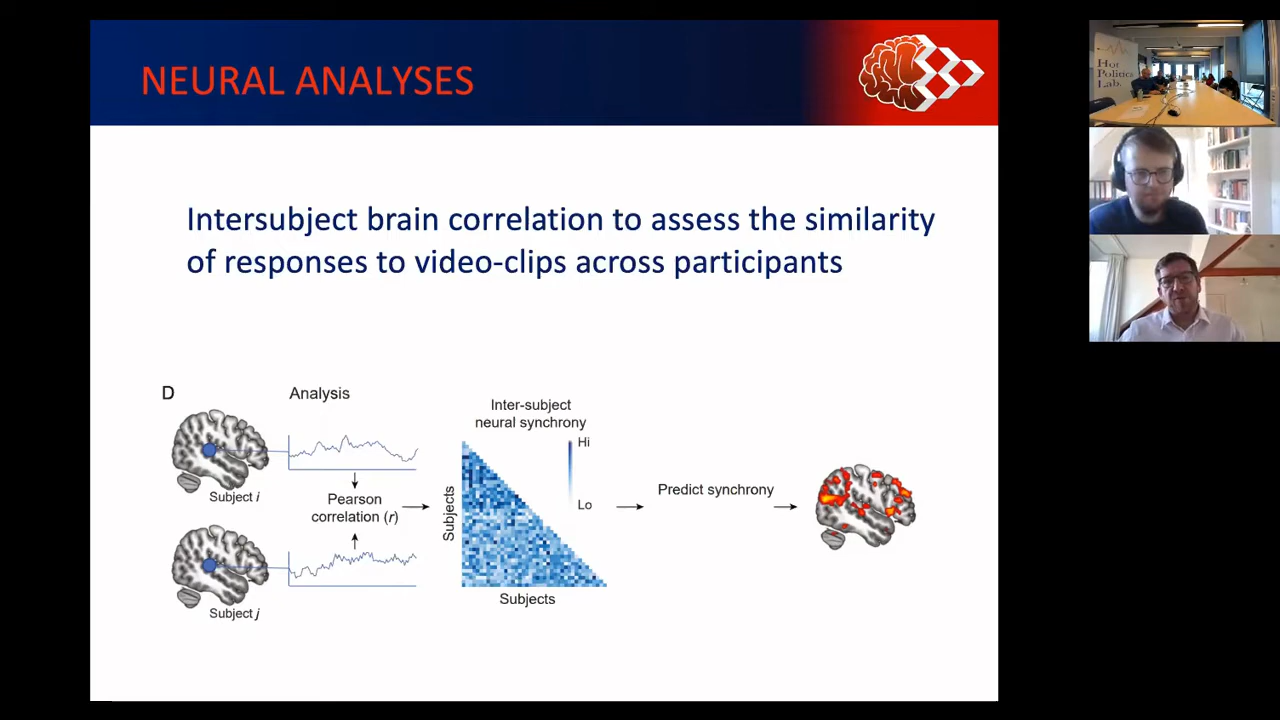 NEURAL ANALYSES
Intersubject brain correlation to assess the similarity
of responses to video-clips across participants
D
Analysis
Subject i
Pearson
correlation (r)
Subject j
Inter-subject
neural synchrony
Hi
Lo
Subjects
Subjects
Predict synchrony
Hot
Politics
Lab.